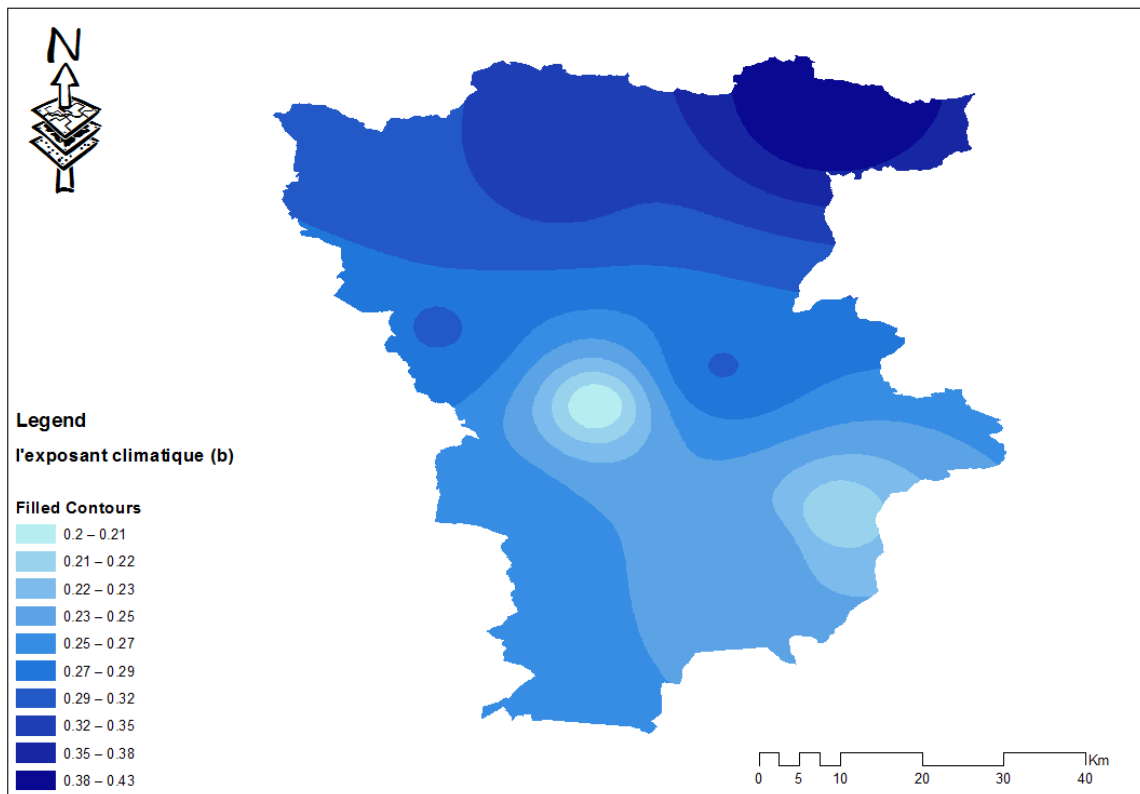 N
Legend
l'exposant climatique (b)
Filled Contours
0.2 – 0.21
0.21 – 0.22
0.22 – 0.23
0.23 – 0.25
0.25 – 0.27
0.27 – 0.29
0.29 – 0.32
0.32 – 0.35
0.35 – 0.38
0.38 – 0.43
Km
0 5 10 20 30 40